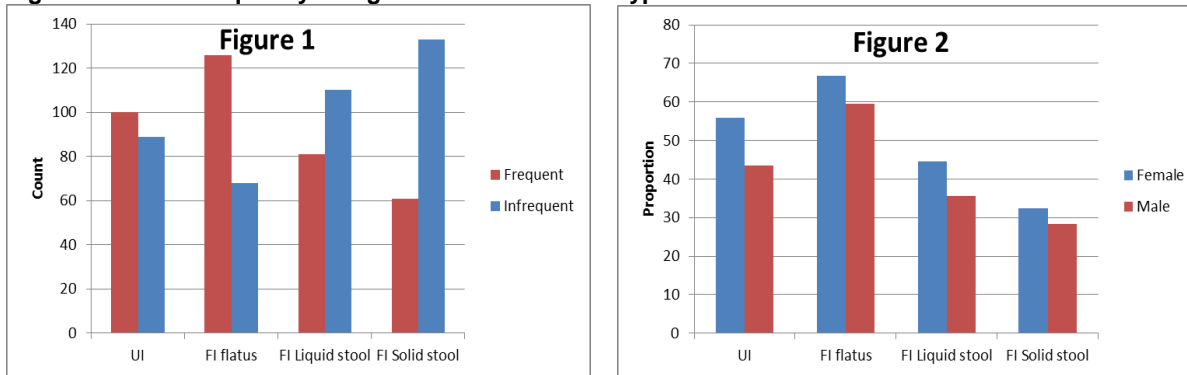 Figure 1
140
120
100
80
60
40
20
0
Count
UI
FI flatus
FI Liquid stool
FI Solid stool
Frequent
Infrequent
Figure 2
80
70
60
50
40
30
20
10
0
Proportion
UI
FI flatus
FI Liquid stool
FI Solid stool
Female
Male